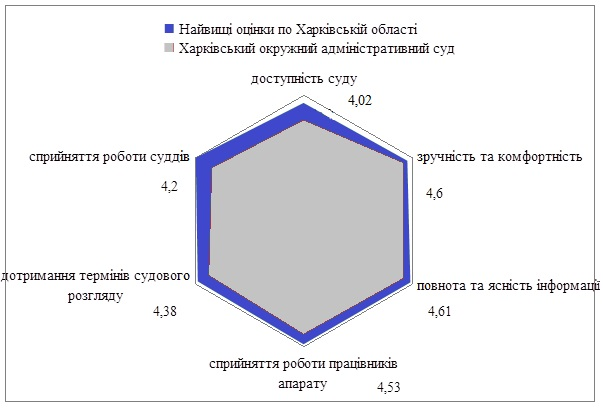 Найвищі оцінки по Харківській області
Харківський окружний адміністративний суд
доступність суду
4,02
сприйняття роботи суддів
зручність та комфортність
4,2
4,6
дотримання термінів судового
розгляду
повнота та ясність інформації
4,38
4,61
сприйняття роботи працівників
апарату
4,53